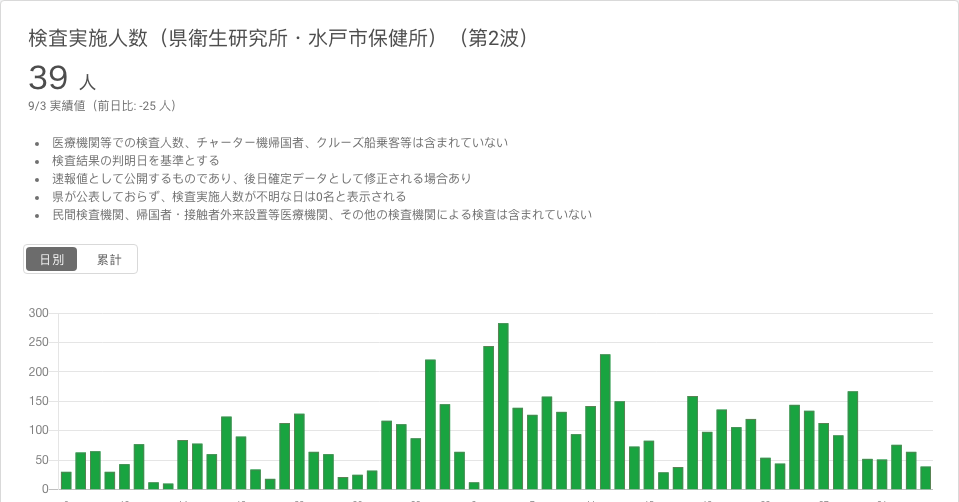 検査実施人数（県衛生研究所・水戸市保健所）（第2波）
39 人
9/3 実績値（前日比: -25 人）
• 医療機関等での検査人数、チャーター機帰国者、クルーズ船乗客等は含まれていない
• 検査結果の判明日を基準とする
• 速報値として公開するものであり、後日確定データとして修正される場合あり
• 県が公表しておらず、検査実施人数が不明な日は0名と表示される
• 民間検査機関、帰国者・接触者外来設置等医療機関、その他の検査機関による検査は含まれていない
日別 累計
300
250
200
150
100
50
0